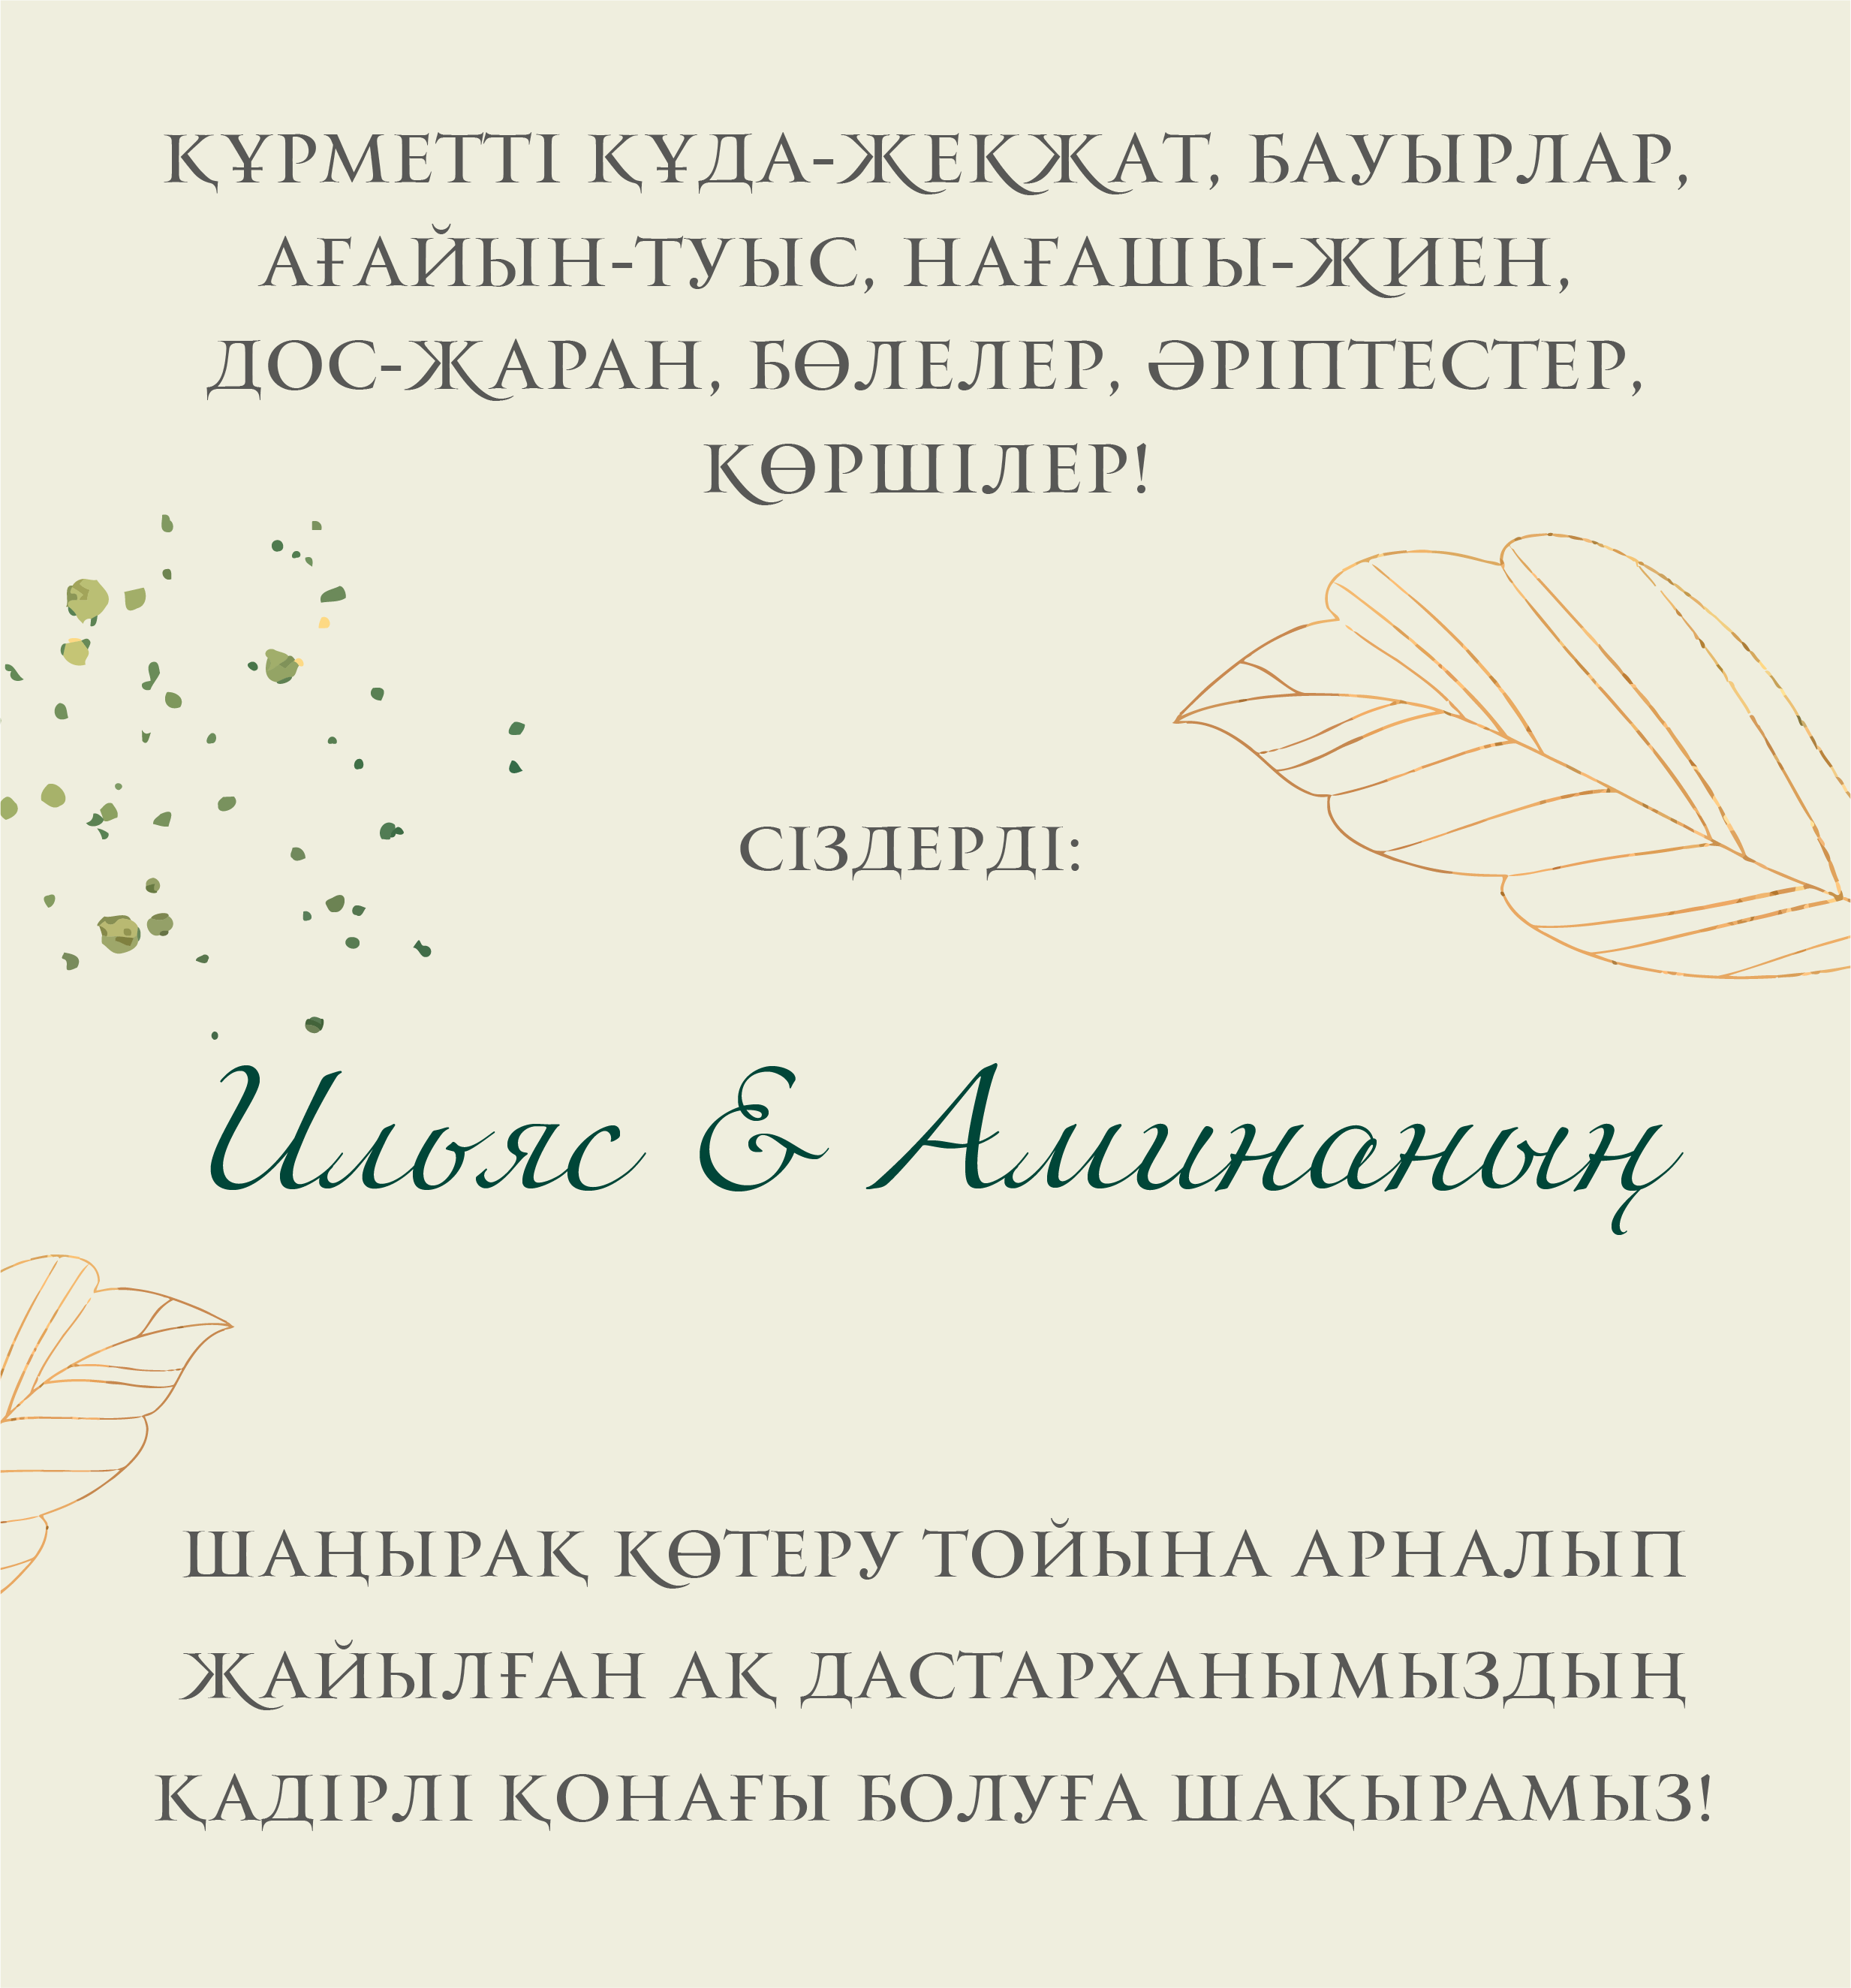 ҚҰРМЕТТІ ҚҰДА-ЖЕКЖАТ, БАУЫРЛАР,
АҒАЙЫН-ТУЫС, НАҒАШЫ-ЖИЕН,
ДОС-ЖАРАН, БӨЛЕЛЕР, ӘРІПТЕСТЕР,
КӨРШІЛЕР!
СІЗДЕРДІ:
Ильяс & Аминаның
ШАҢЫРАҚ КӨТЕРУ ТОЙЫНА АРНАЛЫП
ЖАЙЫЛҒАН АҚ ДАСТАРХАНЫМЫЗДЫҢ
ҚАДІРЛІ ҚОНАҒЫ БОЛУҒА ШАҚЫРАМЫЗ!